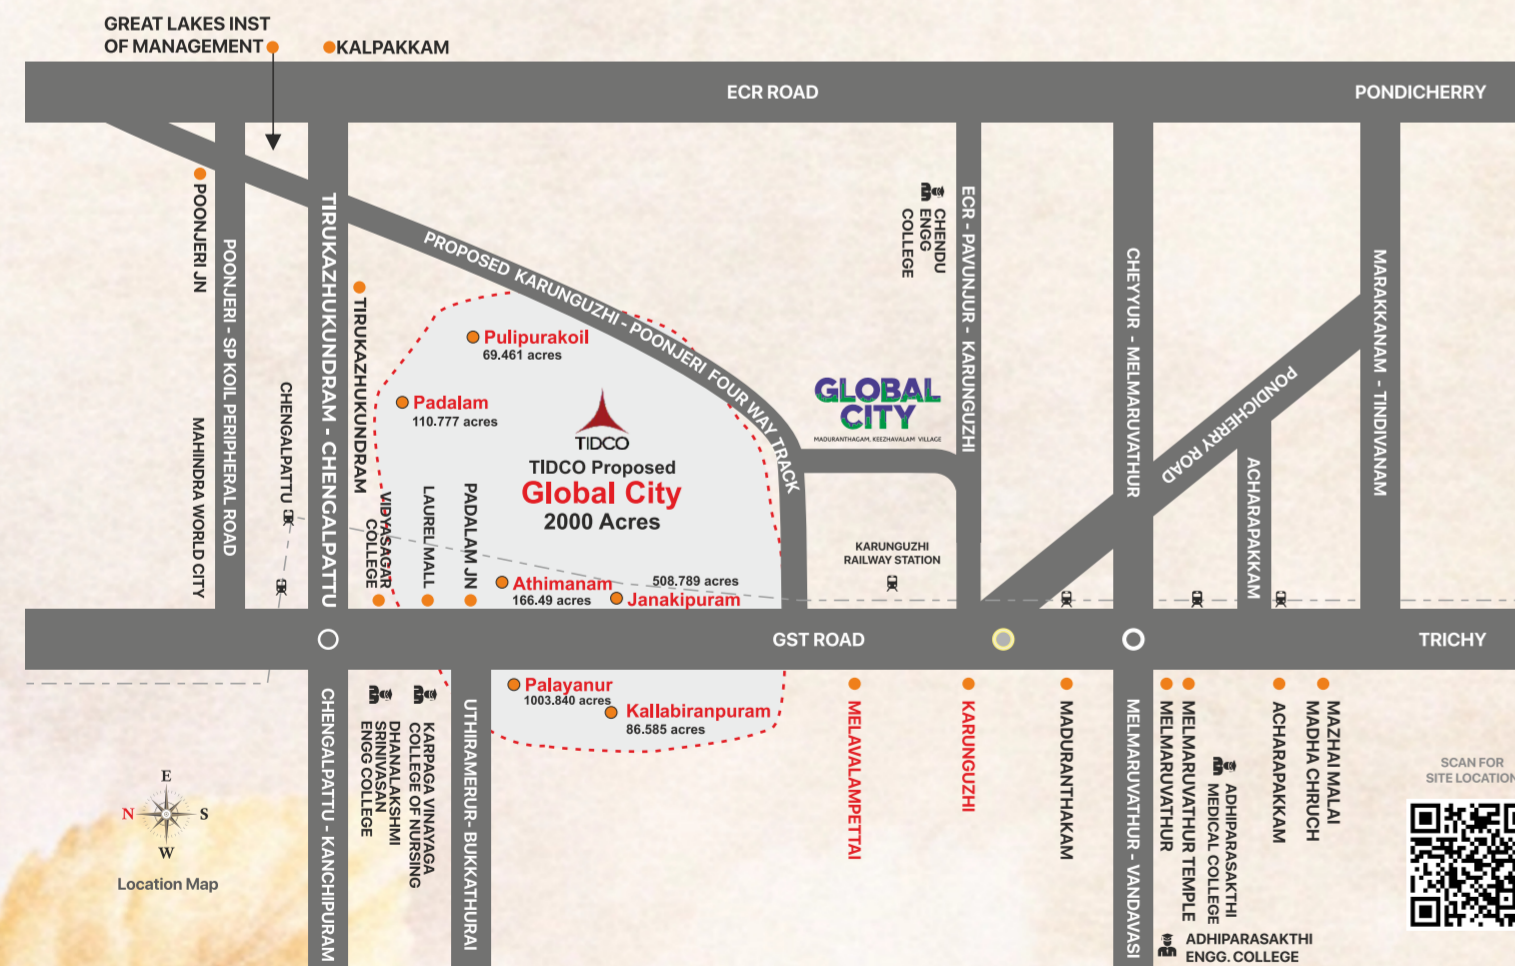 GREAT LAKES INST
OF MANAGEMENT
KALPAKKAM
ECR ROAD
PONDICHERRY
POONJERI JN
POONJERI - SP KOIL PERIPHERAL ROAD
MAHINDRA WORLD CITY
CHENGALPATTU
TIRUKAZHUKUNDRAM - CHENGALPATTU
TIRUKAZHUKUNDRAM
PROPOSED KARUNGUZHI - POONJERI FOUR WAY TRACK
Pulipurakoil
69.461 acres
Padalam
110.777 acres
TIDCO
TIDCO Proposed
Global City
2000 Acres
VIDYASAGAR
COLLEGE
LAUREL MALL
PADALAM JN
Athimanam
166.49 acres
508.789 acres
Janakipuram
GLOBAL
CITY
MADURANTHAGAM, KEEZHAVALAM VILLAGE
CHENDU
ENGG
COLLEGE
ECR - PAVUNJUR - KARUNGUZHI
KARUNGUZHI
RAILWAY STATION
CHEYYUR - MELMARUVATHUR
PONDICHERRY ROAD
ACHARAPAKKAM
MARAKKANAM - TINDIVANAM
GST ROAD
TRICHY
CHENGALPATTU - KANCHIPURAM
DHANALAKSHMI
SRINIVASAN
ENGG COLLEGE
KARPAGA VINAYAGA
COLLEGE OF NURSING
UTHIRAMERUR- BUKKATHURAI
Palayanur
1003.840 acres
Kallabiranpuram
86.585 acres
MELAVALAMPETTAI
KARUNGUZHI
MADURANTHAKAM
MELMARUVATHUR - VANDAVASI
MELMARUVATHUR
MELMARUVATHUR TEMPLE
ADHIPARASAKTHI
MEDICAL COLLEGE
ADHIPARASAKTHI
ENGG. COLLEGE
ACHARAPAKKAM
MAZHAI MALAI
MADHA CHRUCH
SCAN FOR
SITE LOCATION
E
N
S
W
Location Map